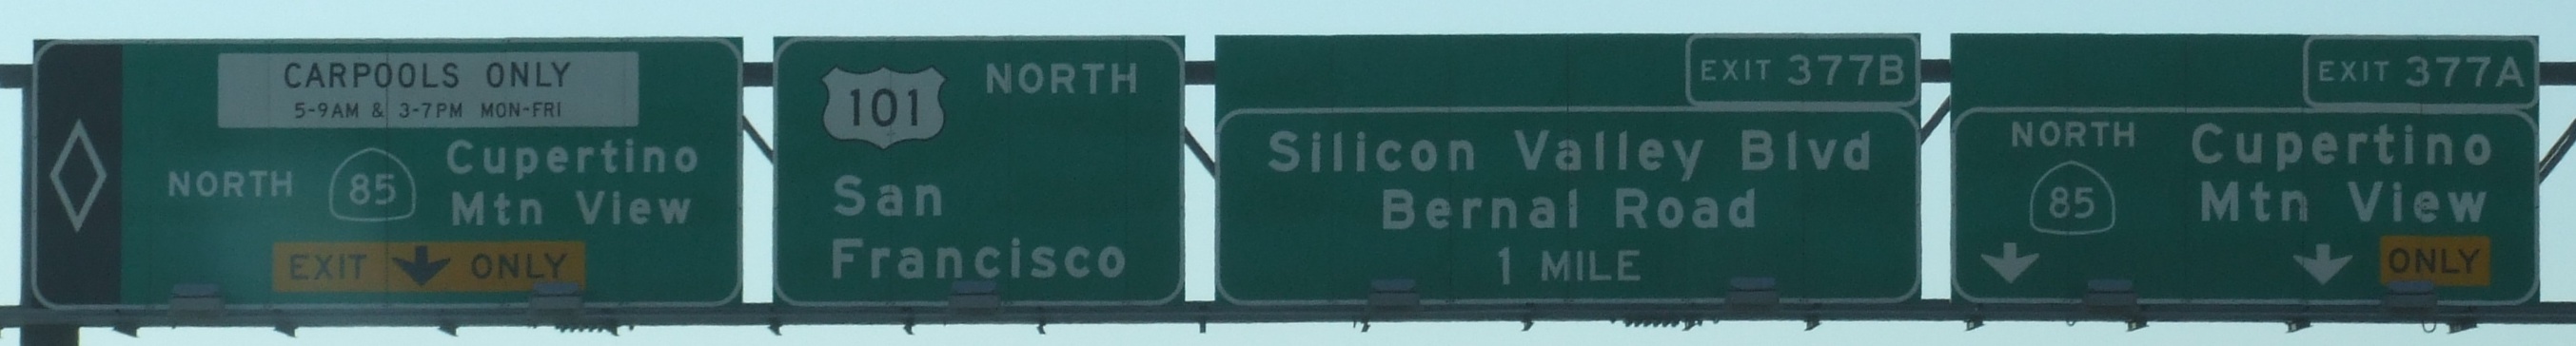 CARPOOLS ONLY
5-9AM & 3-7PM MON-FRI
NORTH 85 Cupertino
Mtn View
EXIT ONLY
101 NORTH
San
Francisco
EXIT 377B
Silicon Valley Blvd
Bernal Road
1 MILE
EXIT 377A
NORTH Cupertino
85 Mtn View
ONLY